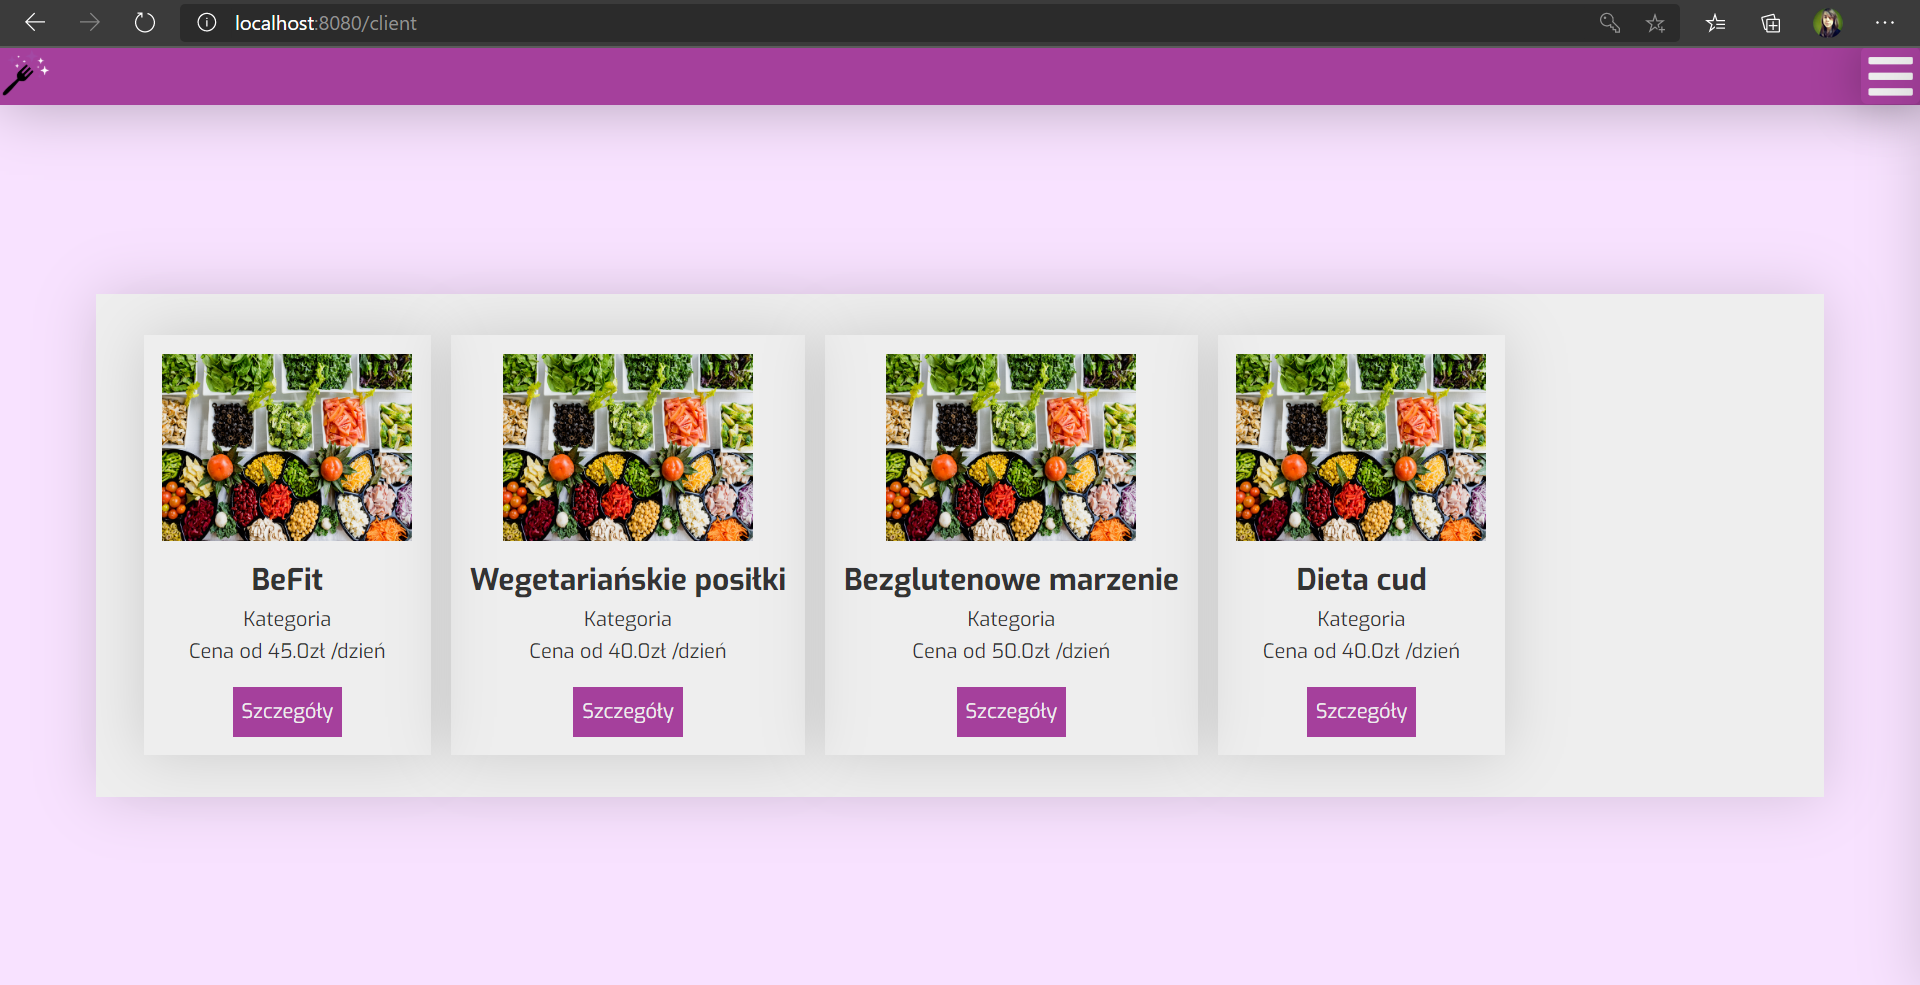 localhost:8080/client
BeFit
Kategoria
Cena od 45.0zł /dzień
Szczegóły
Wegetariańskie posiłki
Kategoria
Cena od 40.0zł /dzień
Szczegóły
Bezglutenowe marzenie
Kategoria
Cena od 50.0zł /dzień
Szczegóły
Dieta cud
Kategoria
Cena od 40.0zł /dzień
Szczegóły